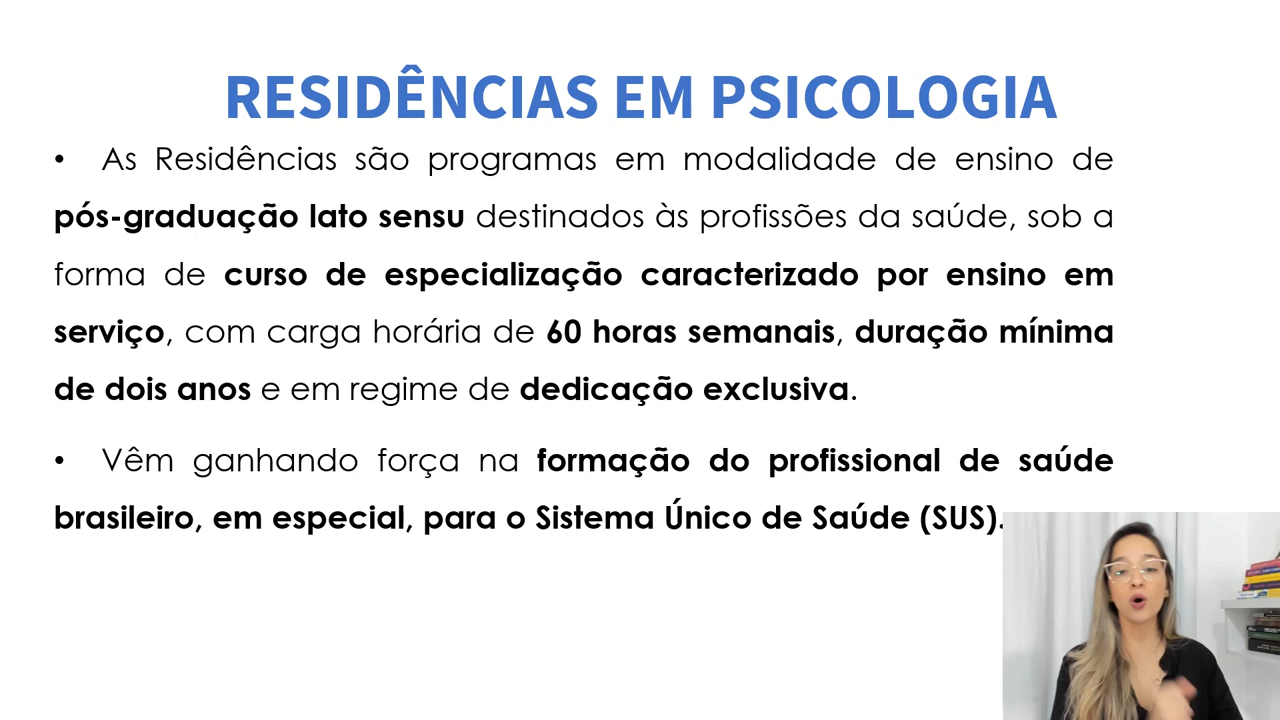 RESIDÊNCIAS EM PSICOLOGIA
• As Residências são programas em modalidade de ensino de
pós-graduação lato sensu destinados às profissões da saúde, sob a
forma de curso de especialização caracterizado por ensino em
serviço, com carga horária de 60 horas semanais, duração mínima
de dois anos e em regime de dedicação exclusiva.
• Vêm ganhando força na formação do profissional de saúde
brasileiro, em especial, para o Sistema Único de Saúde (SUS).